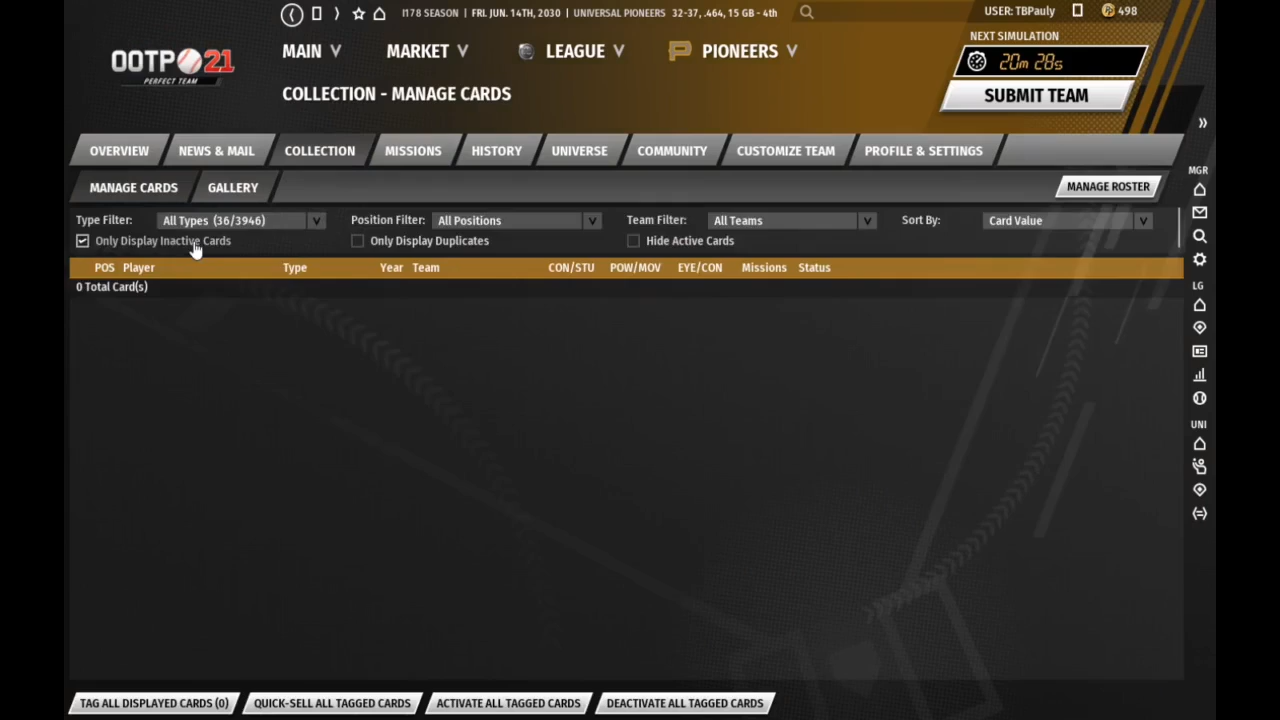 I178 SEASON | FRI. JUN. 14TH, 2030 | UNIVERSAL PIONEERS 32-37, .464, 15 GB - 4th
USER: TBPauly
498
OOTP 21
PERFECT TEAM
MAIN
MARKET
LEAGUE
PIONEERS
NEXT SIMULATION
20m 28s
SUBMIT TEAM
COLLECTION - MANAGE CARDS
OVERVIEW
NEWS & MAIL
COLLECTION
MISSIONS
HISTORY
UNIVERSE
COMMUNITY
CUSTOMIZE TEAM
PROFILE & SETTINGS
MANAGE CARDS
GALLERY
MANAGE ROSTER
Type Filter: All Types (36/3946)
Position Filter: All Positions
Team Filter: All Teams
Sort By: Card Value
Only Display Inactive Cards
Only Display Duplicates
Hide Active Cards
POS Player Type Year Team CON/STU POW/MOV EYE/CON Missions Status
0 Total Card(s)
MGR
LG
UNI
TAG ALL DISPLAYED CARDS (0)
QUICK-SELL ALL TAGGED CARDS
ACTIVATE ALL TAGGED CARDS
DEACTIVATE ALL TAGGED CARDS